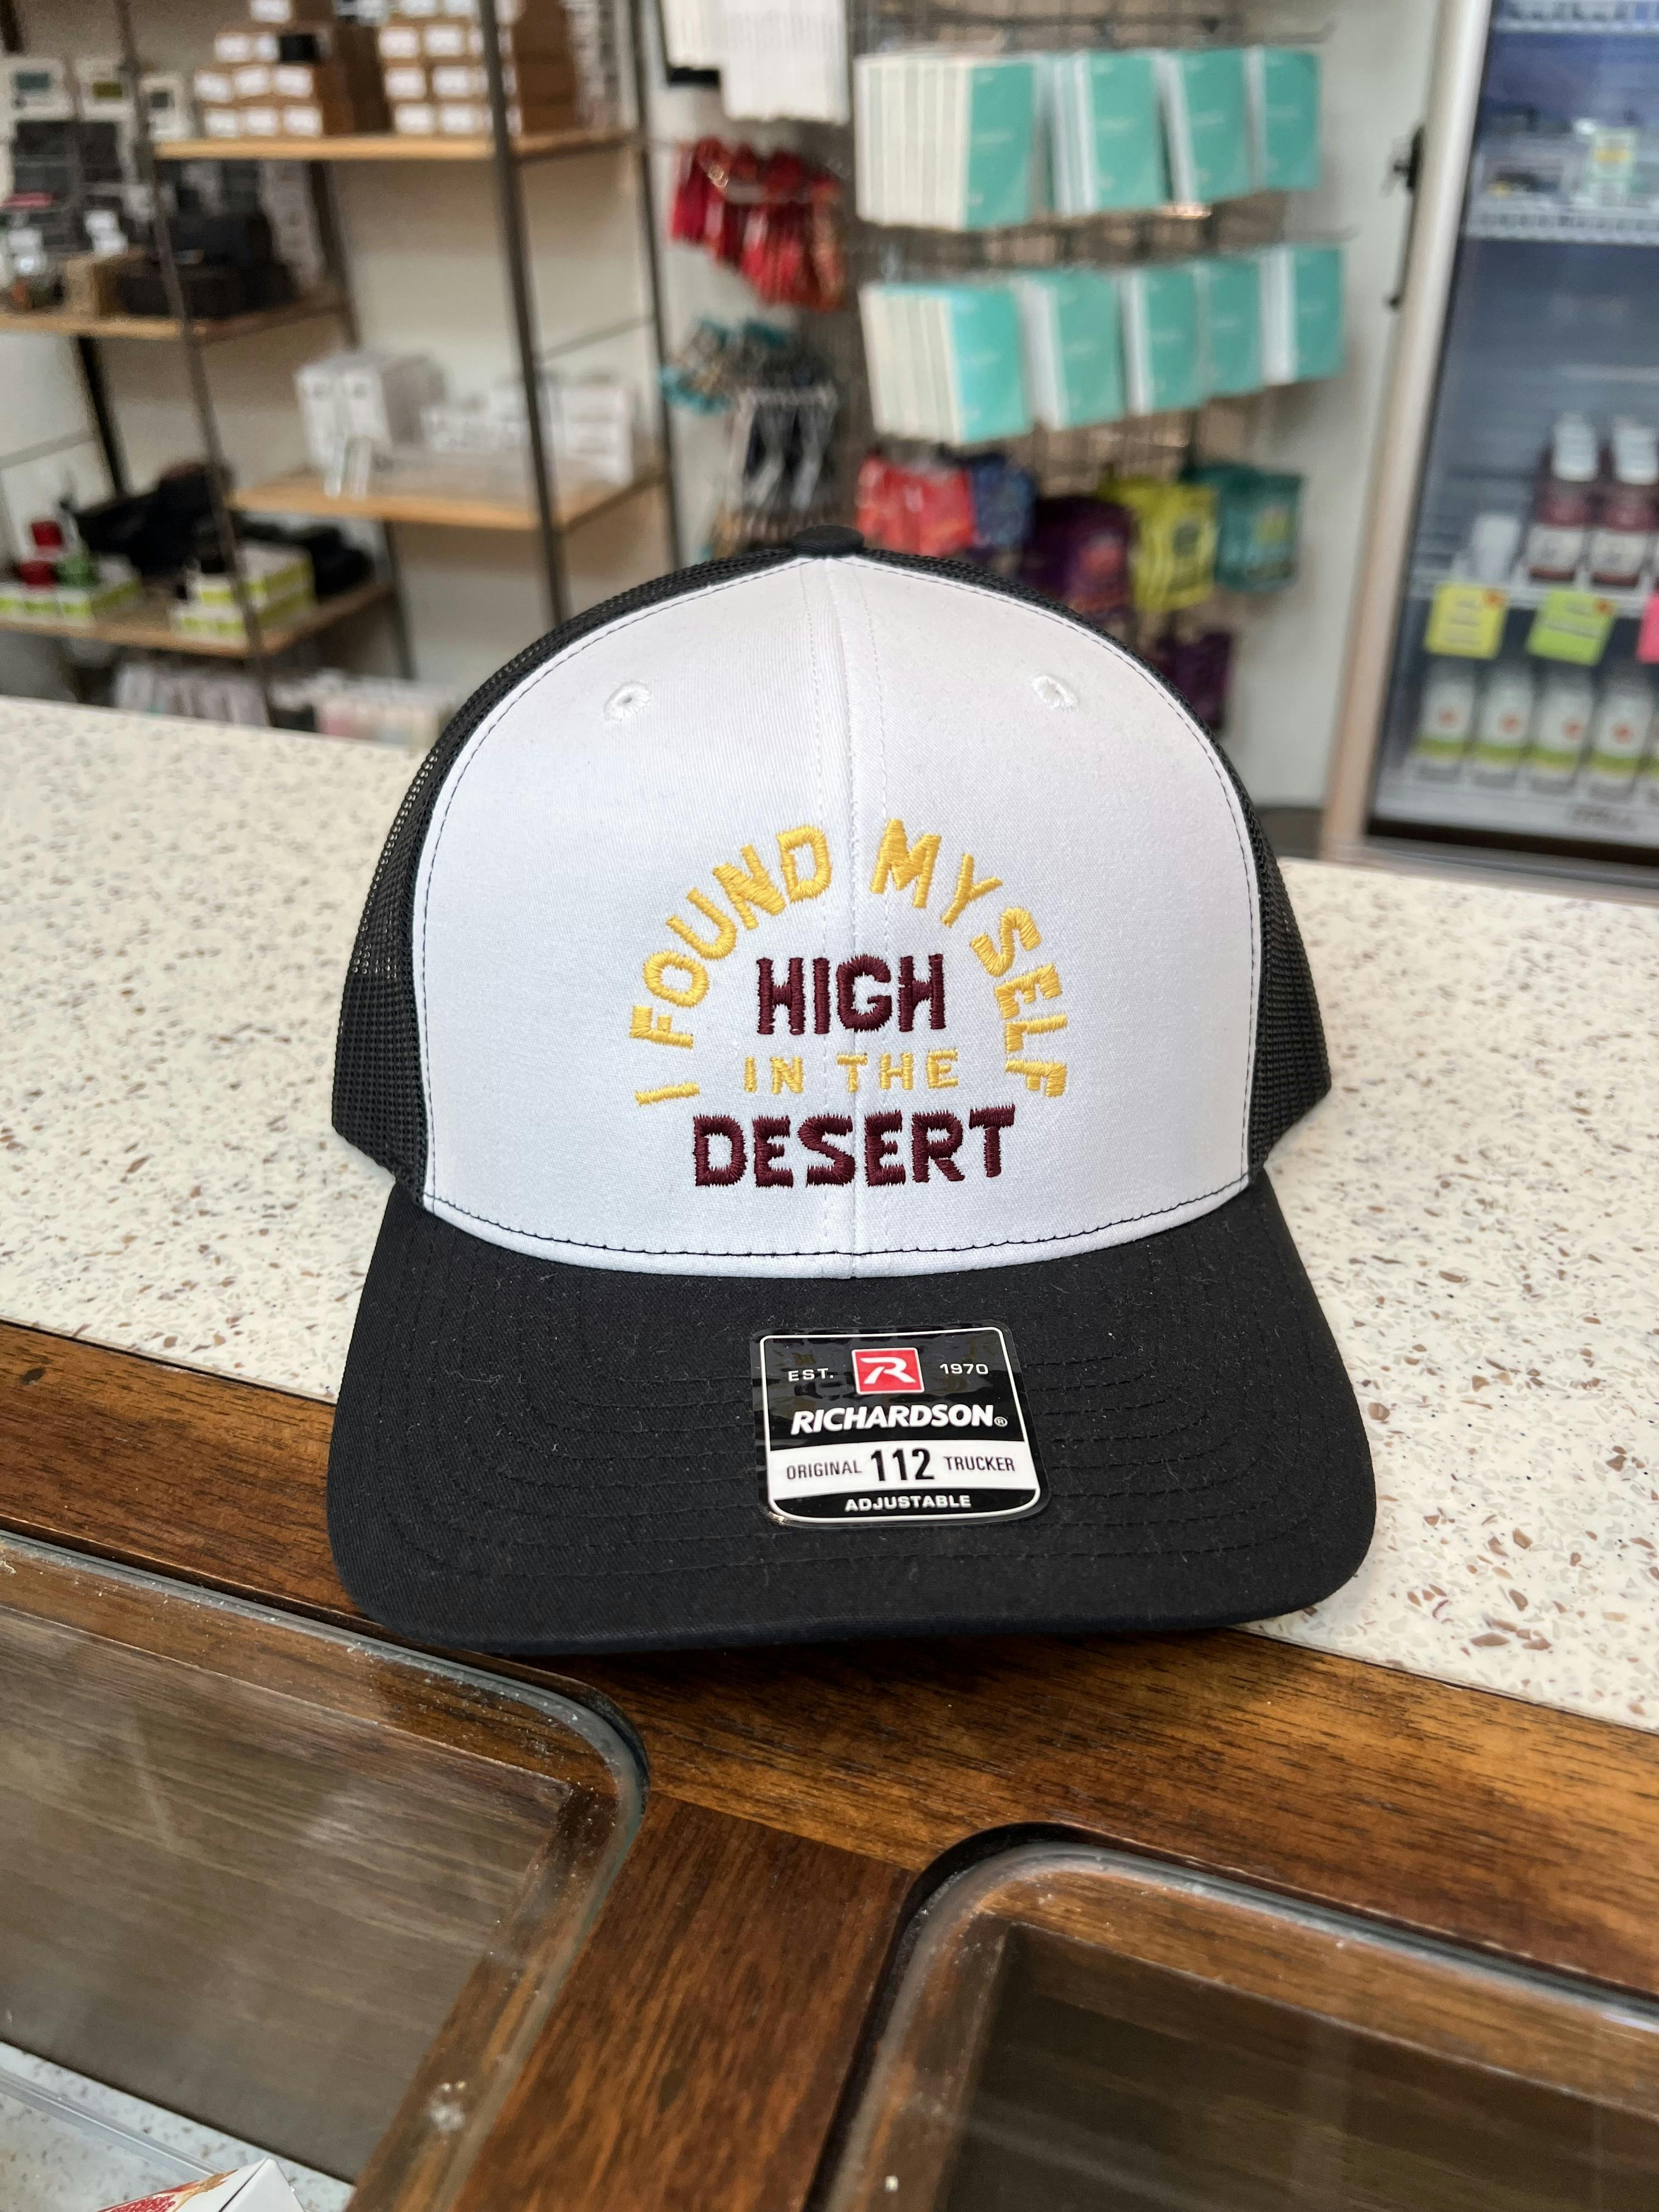 I FOUND MYSELF
HIGH
IN THE
DESERT
EST. R 1970
RICHARDSON®
ORIGINAL 112 TRUCKER
ADJUSTABLE